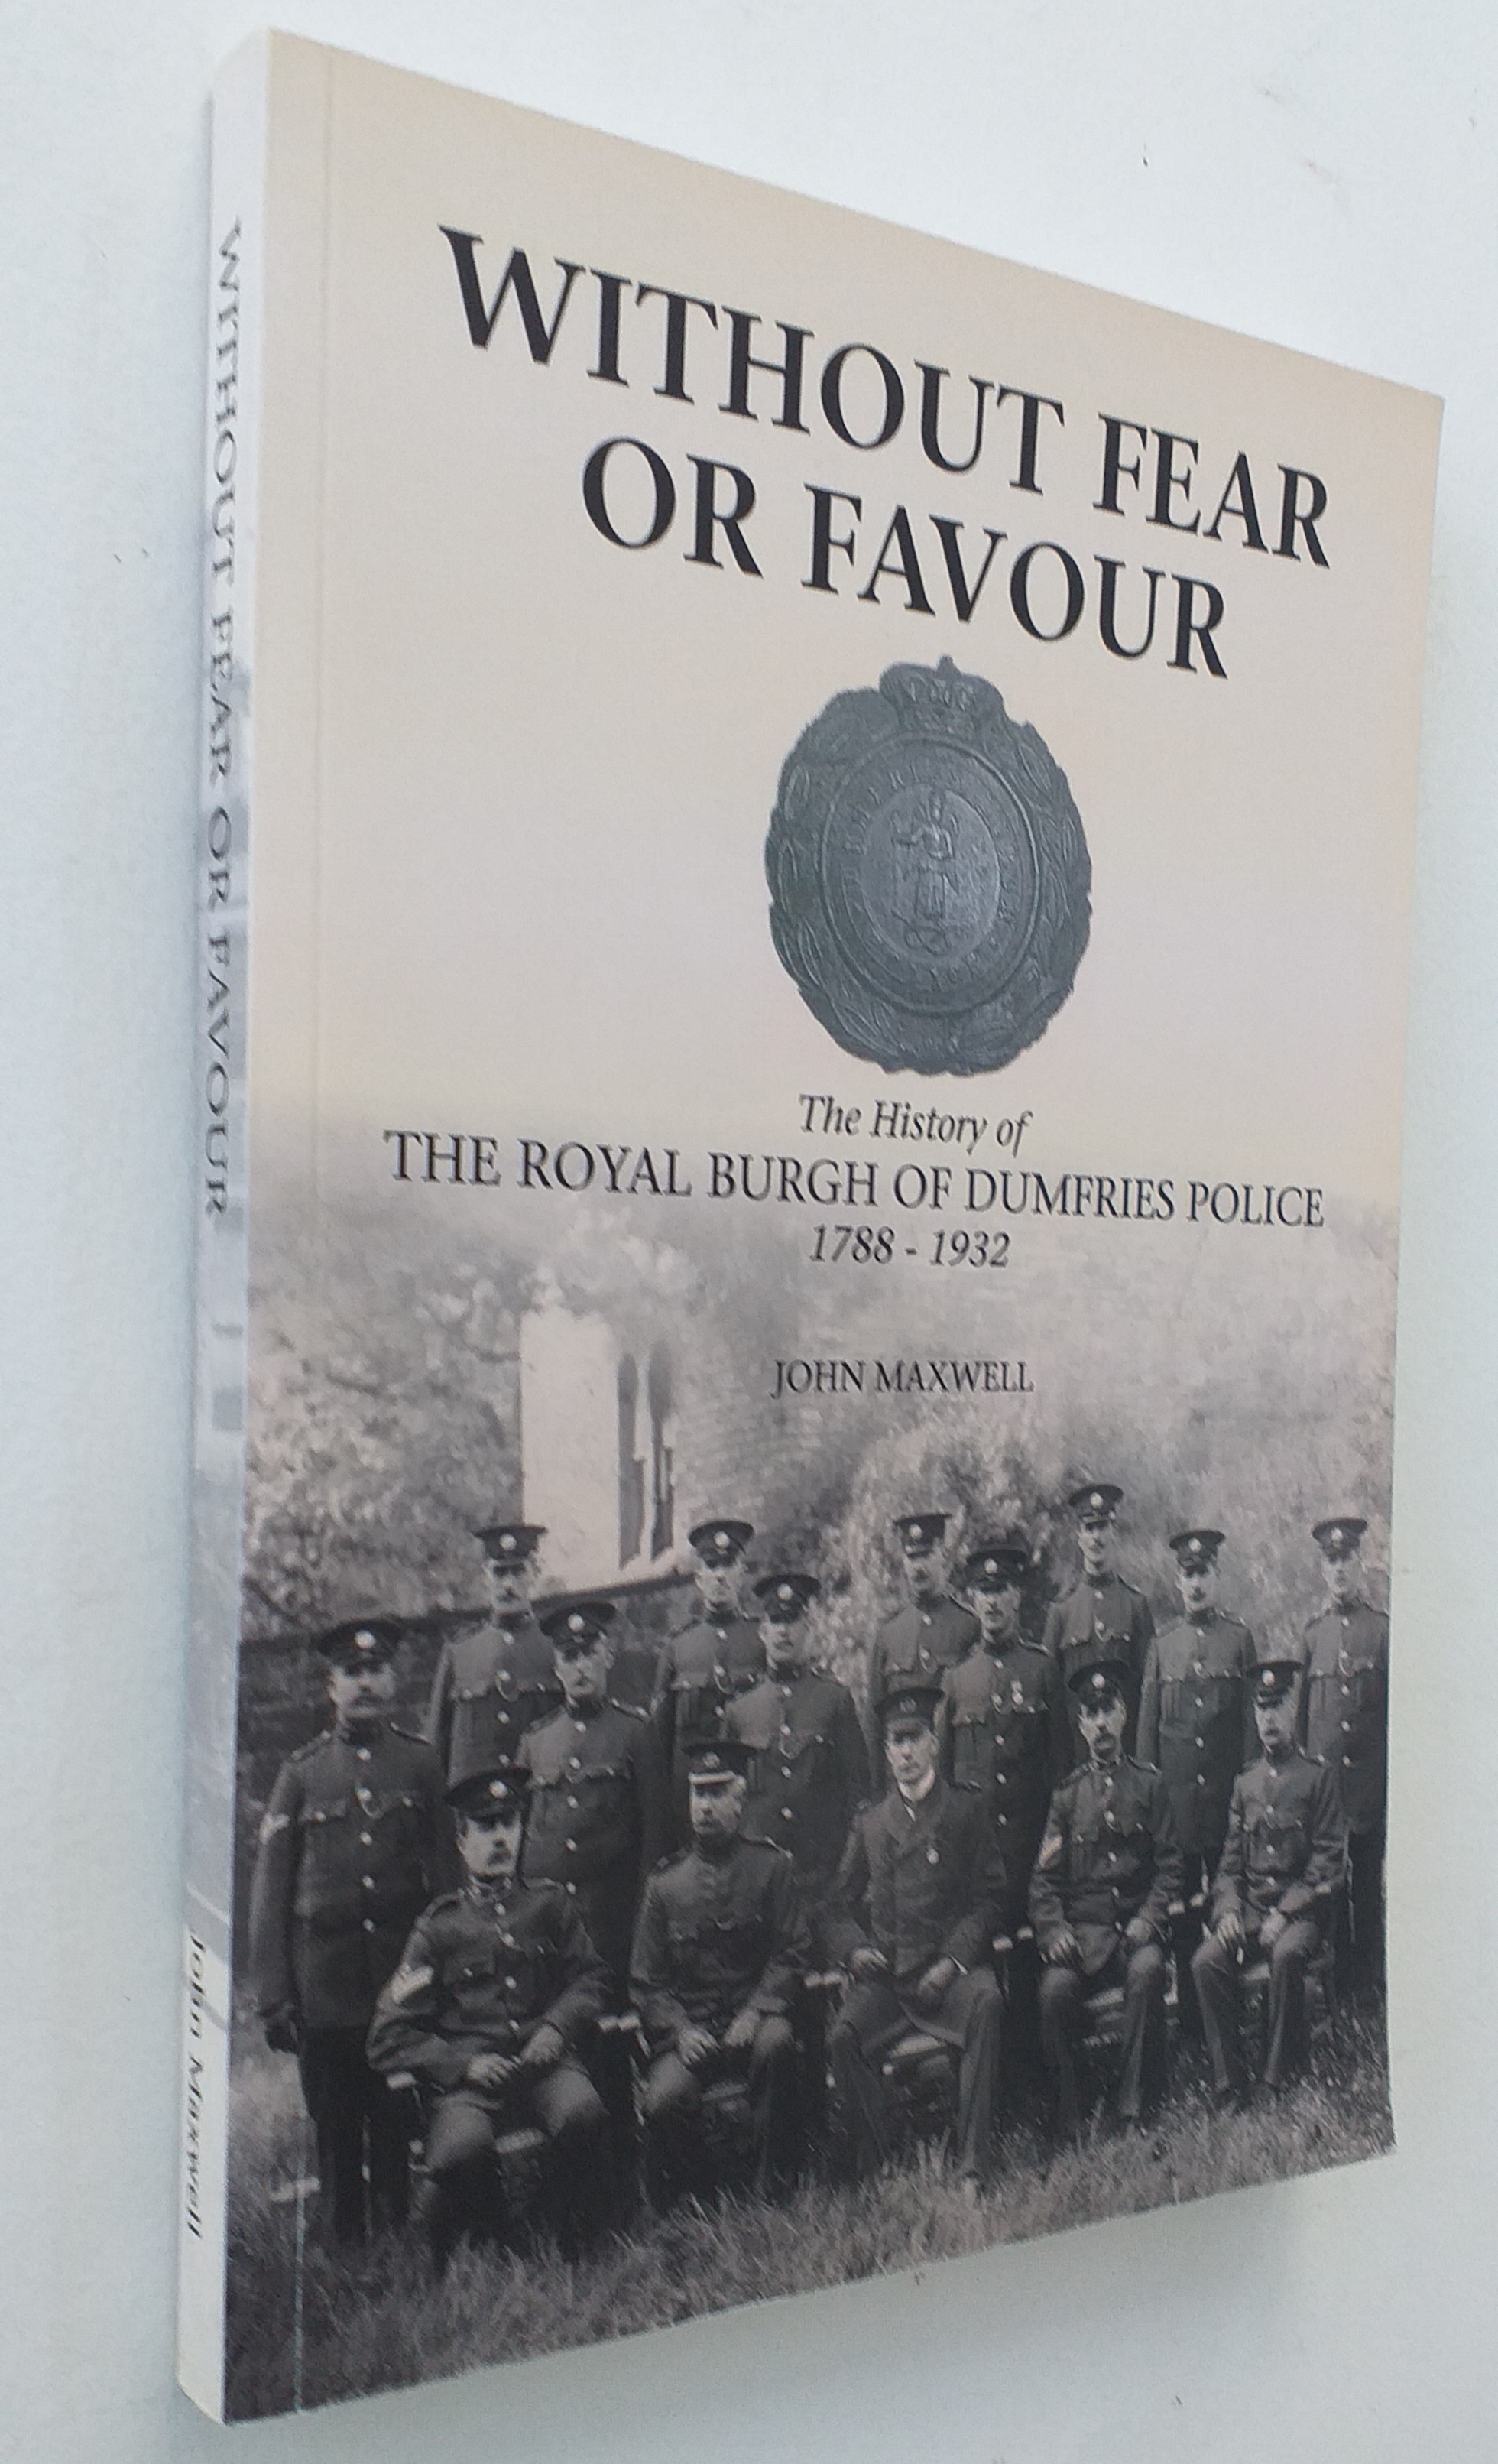 WITHOUT FEAR
OR FAVOUR
The History of
THE ROYAL BURGH OF DUMFRIES POLICE
1788 - 1932
JOHN MAXWELL
WITHOUT FEAR OR FAVOUR
John Maxwell